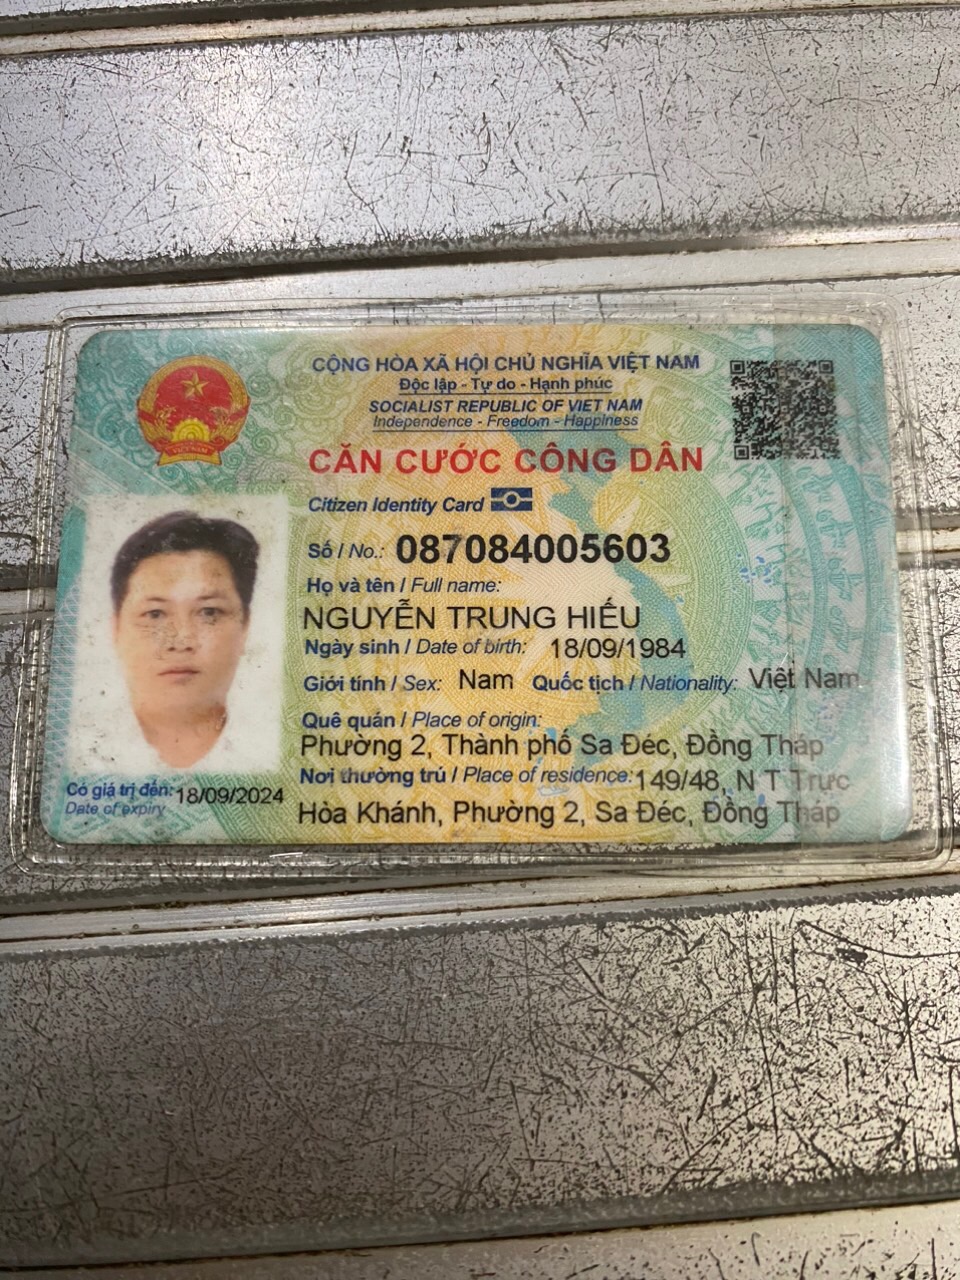 CỘNG HÒA XÃ HỘI CHỦ NGHĨA VIỆT NAM
Độc lập - Tự do - Hạnh phúc
SOCIALIST REPUBLIC OF VIET NAM
Independence - Freedom - Happiness
CĂN CƯỚC CÔNG DÂN
Citizen Identity Card
Số / No.: 087084005603
Họ và tên / Full name:
NGUYỄN TRUNG HIẾU
Ngày sinh / Date of birth: 18/09/1984
Giới tính / Sex: Nam Quốc tịch / Nationality: Việt Nam
Quê quán / Place of origin:
Phường 2, Thành phố Sa Đéc, Đồng Tháp
Nơi thường trú / Place of residence: 149/48, N T Trực
Hòa Khánh, Phường 2, Sa Đéc, Đồng Tháp
Có giá trị đến: 18/09/2024
Date of expiry
VIET NAM